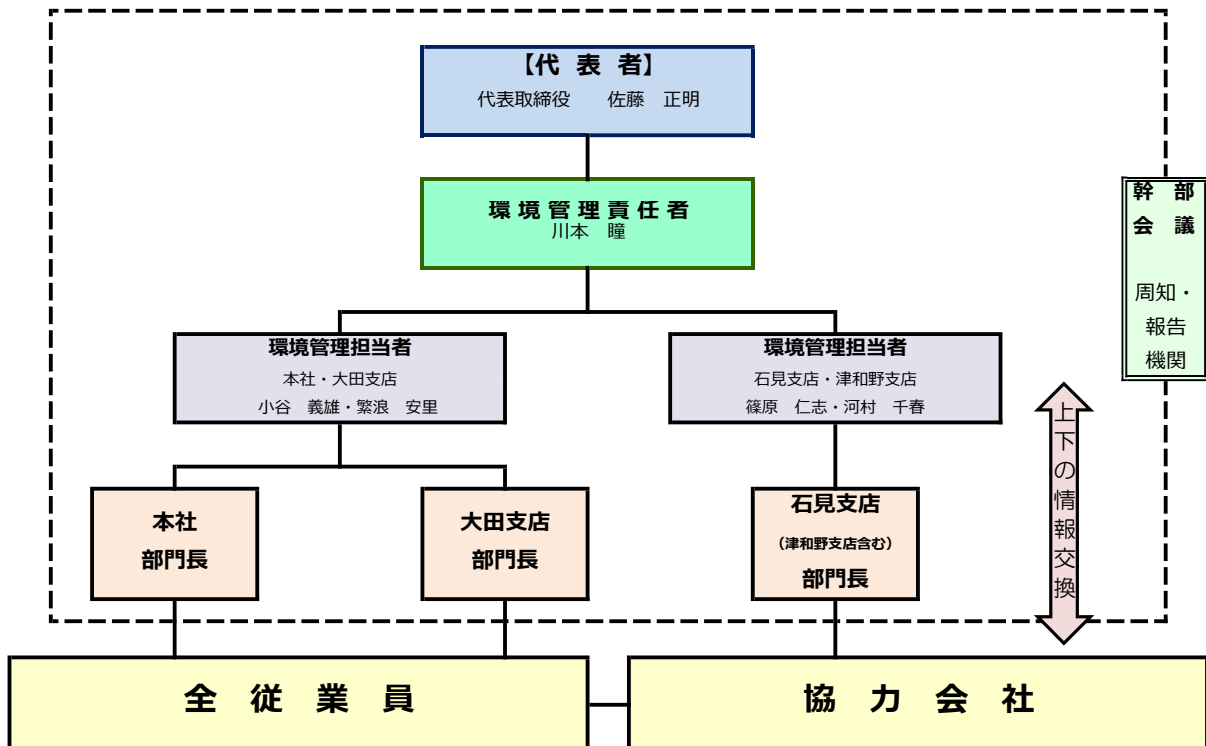 【代 表 者】
代表取締役　　佐藤　正明
環 境 管 理 責 任 者
川本　瞳
幹　部
会　議
周知・
報告
機関
環境管理担当者
本社・大田支店
小谷　義雄・繁浪　安里
環境管理担当者
石見支店・津和野支店
篠原　仁志・河村　千春
上下の情報交換
本社
部門長
大田支店
部門長
石見支店
（津和野支店含む）
部門長
全　従　業　員
協　力　会　社